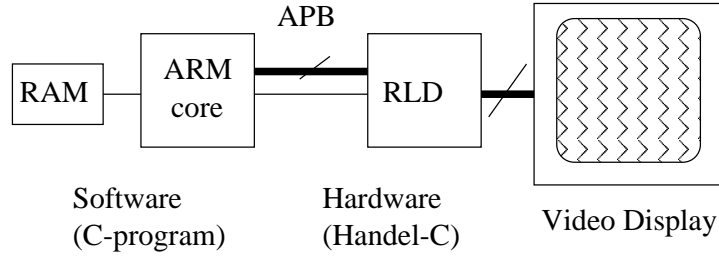 APB
RAM
ARM
core
RLD
Software
(C-program)
Hardware
(Handel-C)
Video Display